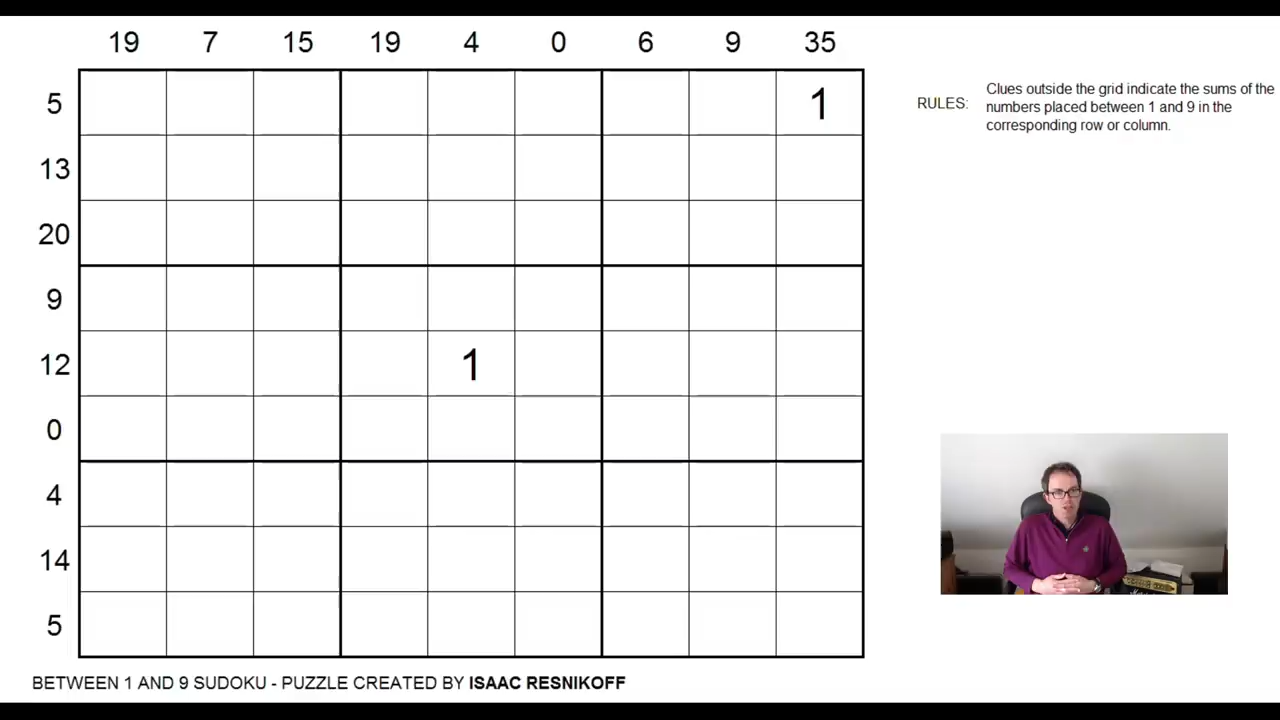 19 7 15 19 4 0 6 9 35
5 1
RULES: Clues outside the grid indicate the sums of the
numbers placed between 1 and 9 in the
corresponding row or column.
13
20
9
12 1
0
4
14
5
BETWEEN 1 AND 9 SUDOKU - PUZZLE CREATED BY ISAAC RESNIKOFF